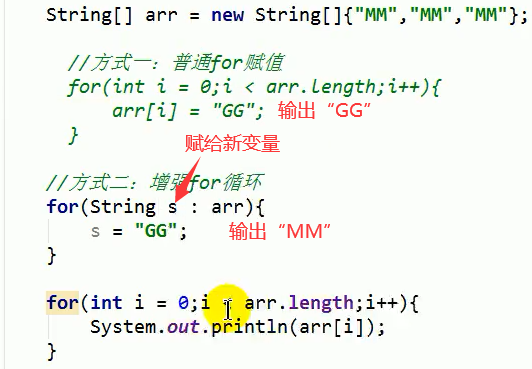 String[] arr = new String[]{"MM","MM","MM"};
//方式一：普通for赋值
for(int i = 0;i < arr.length;i++){
arr[i] = "GG"; 输出“GG”
}
赋给新变量
//方式二：增强for循环
for(String s : arr){
s = "GG"; 输出“MM”
}
for(int i = 0;i < arr.length;i++){
System.out.println(arr[i]);
}